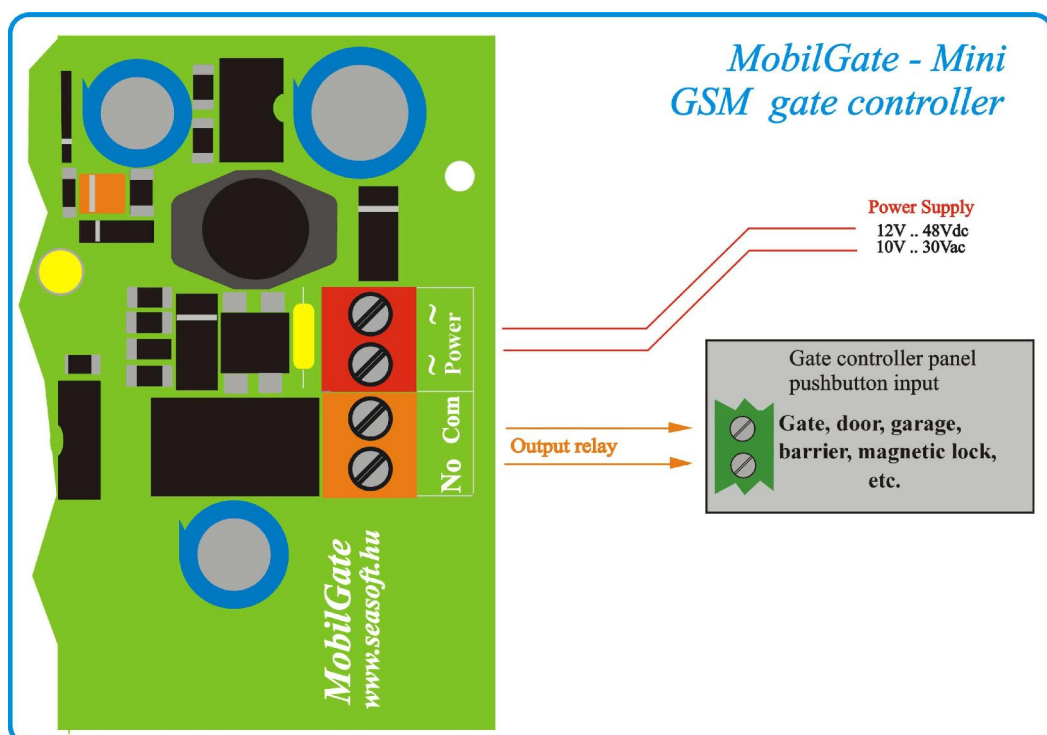 MobilGate - Mini
GSM gate controller
Power Supply
12V .. 48Vdc
10V .. 30Vac
~
~
Power
Com
No
Output relay
Gate controller panel
pushbutton input
Gate, door, garage,
barrier, magnetic lock,
etc.
MobilGate
www.seasoft.hu